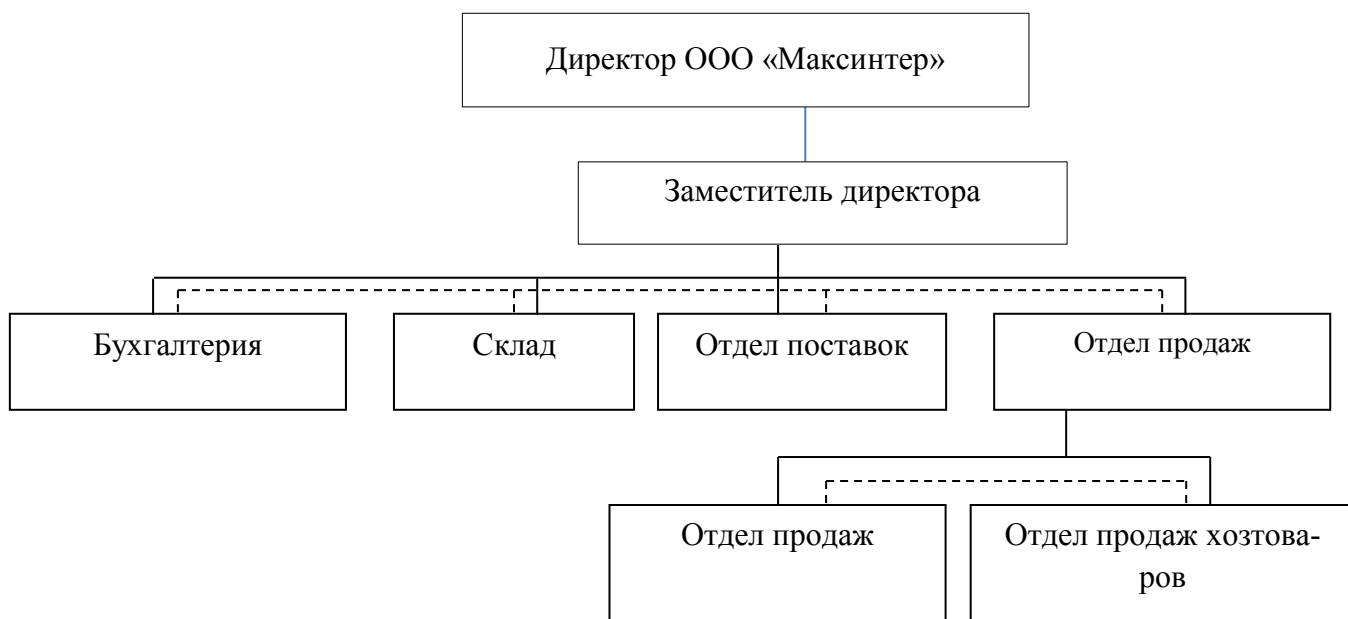 Директор ООО «Максинтер»
Заместитель директора
Бухгалтерия
Склад
Отдел поставок
Отдел продаж
Отдел продаж
Отдел продаж хозтова-
ров